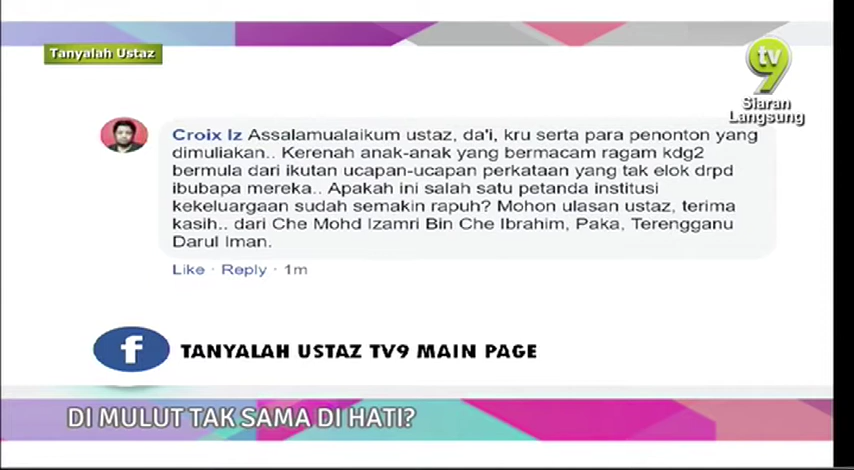 Tanyalah Ustaz
tv
9
Siaran
Langsung
Croix Iz Assalamualaikum ustaz, da'i, kru serta para penonton yang
dimuliakan.. Kerenah anak-anak yang bermacam ragam kdg2
bermula dari ikutan ucapan-ucapan perkataan yang tak elok drpd
ibubapa mereka.. Apakah ini salah satu petanda institusi
kekeluargaan sudah semakin rapuh? Mohon ulasan ustaz, terima
kasih.. dari Che Mohd Izamri Bin Che Ibrahim, Paka, Terengganu
Darul Iman.
Like · Reply · 1m
f TANYALAH USTAZ TV9 MAIN PAGE
DI MULUT TAK SAMA DI HATI?